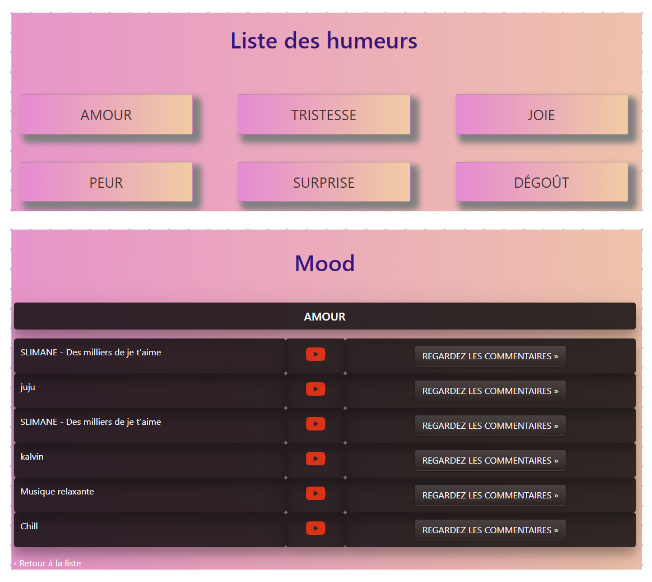 Liste des humeurs
AMOUR TRISTESSE JOIE
PEUR SURPRISE DÉGOÛT
Mood
AMOUR
SLIMANE - Des milliers de je t'aime REGARDEZ LES COMMENTAIRES »
juju REGARDEZ LES COMMENTAIRES »
SLIMANE - Des milliers de je t'aime REGARDEZ LES COMMENTAIRES »
kalvin REGARDEZ LES COMMENTAIRES »
Musique relaxante REGARDEZ LES COMMENTAIRES »
Chill REGARDEZ LES COMMENTAIRES »
‹ Retour à la liste